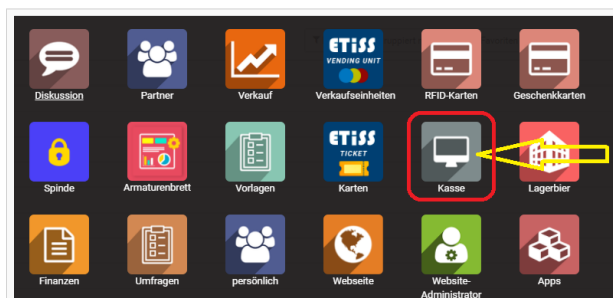 ETISS
VENDING UNIT
Diskussion
Partner
Verkauf
Verkaufseinheiten
RFID-Karten
Geschenkkarten
ETISS
TICKET
Spinde
Armaturenbrett
Vorlagen
Karten
Kasse
Lagerbier
Finanzen
Umfragen
persönlich
Webseite
Website-
Administrator
Apps